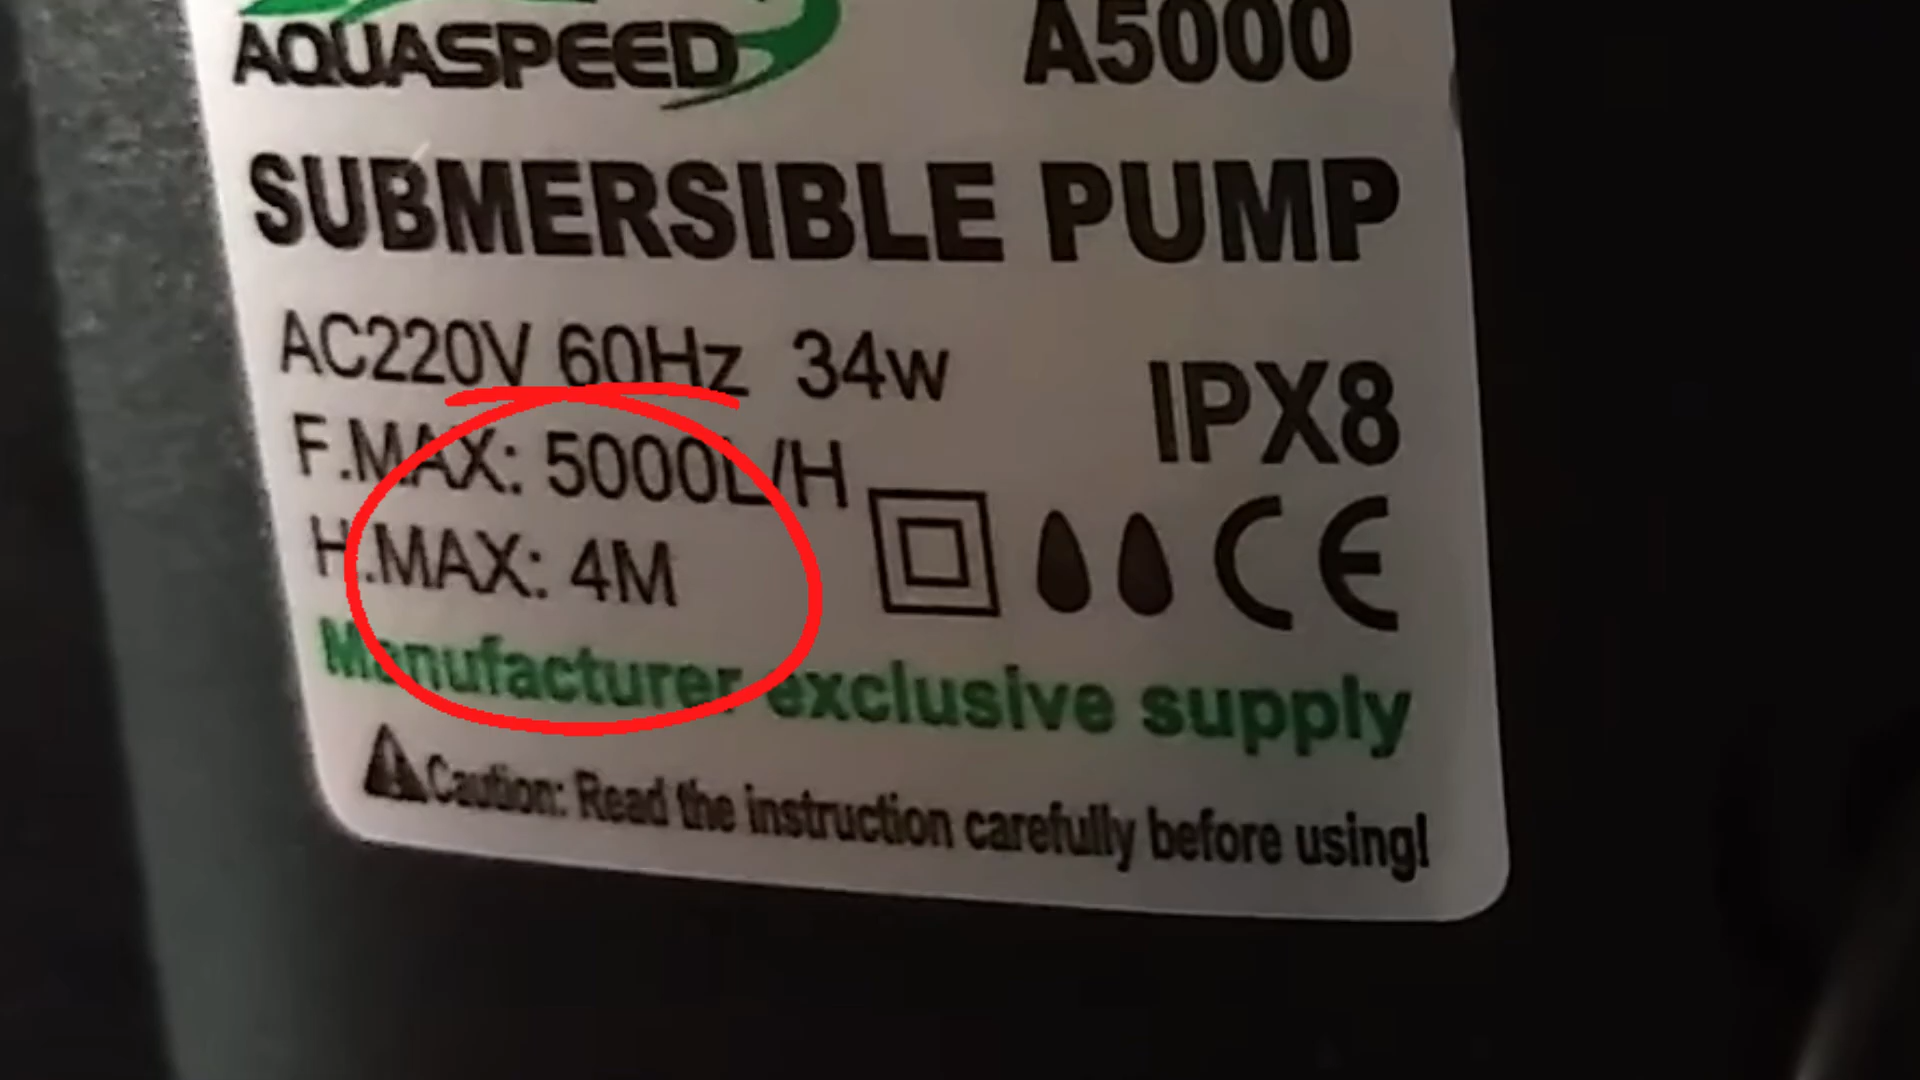 AQUASPEED A5000
SUBMERSIBLE PUMP
AC220V 60Hz 34w
IPX8
F.MAX: 5000L/H
H.MAX: 4M
CE
Manufacturer exclusive supply
Caution: Read the instruction carefully before using!